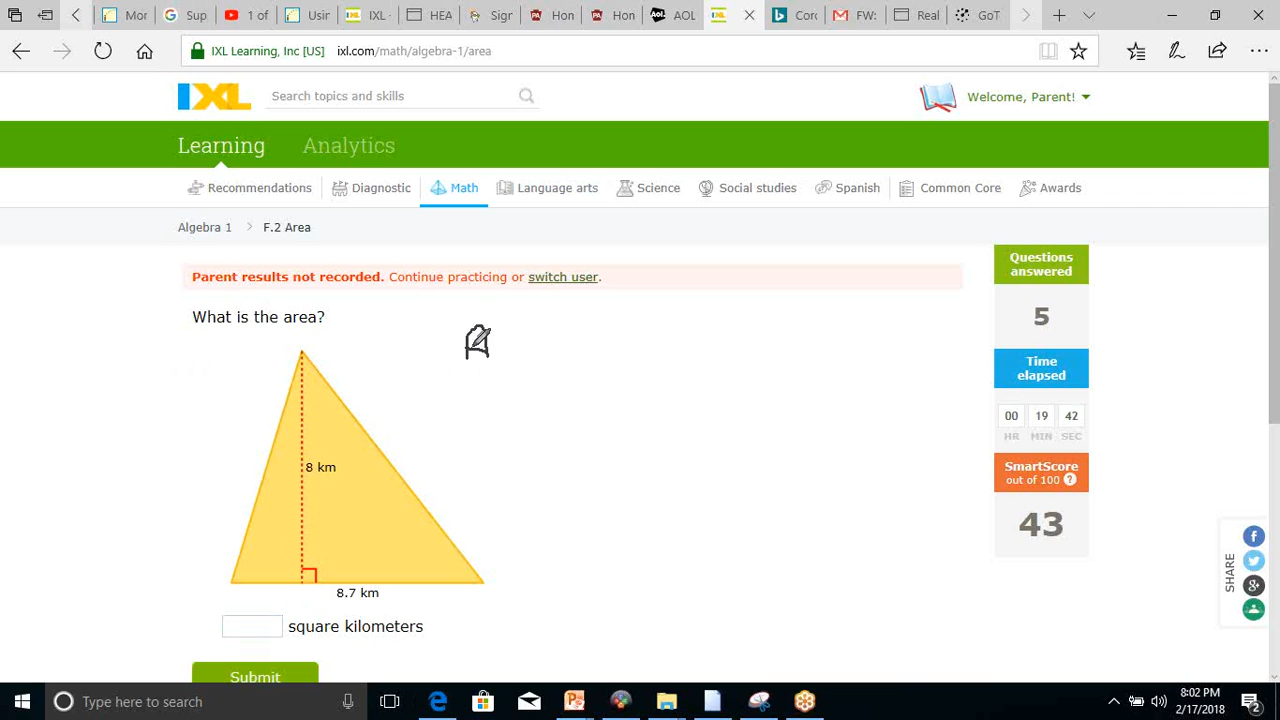 Mor
Sup
1 of
Usir
IXL -
HEA
Sigr
Hon
Hon
AOL
Corc
FW:
Real
GoT
IXL Learning, Inc [US] ixl.com/math/algebra-1/area
IXL Search topics and skills Welcome, Parent!
Learning Analytics
Recommendations Diagnostic Math Language arts Science Social studies Spanish Common Core Awards
Algebra 1 > F.2 Area
Parent results not recorded. Continue practicing or switch user.
What is the area?
A
8 km
8.7 km
square kilometers
Submit
Questions
answered
5
Time
elapsed
00 19 42
HR MIN SEC
SmartScore
out of 100 ?
43
SHARE
Type here to search
8:02 PM
2/17/2018
2